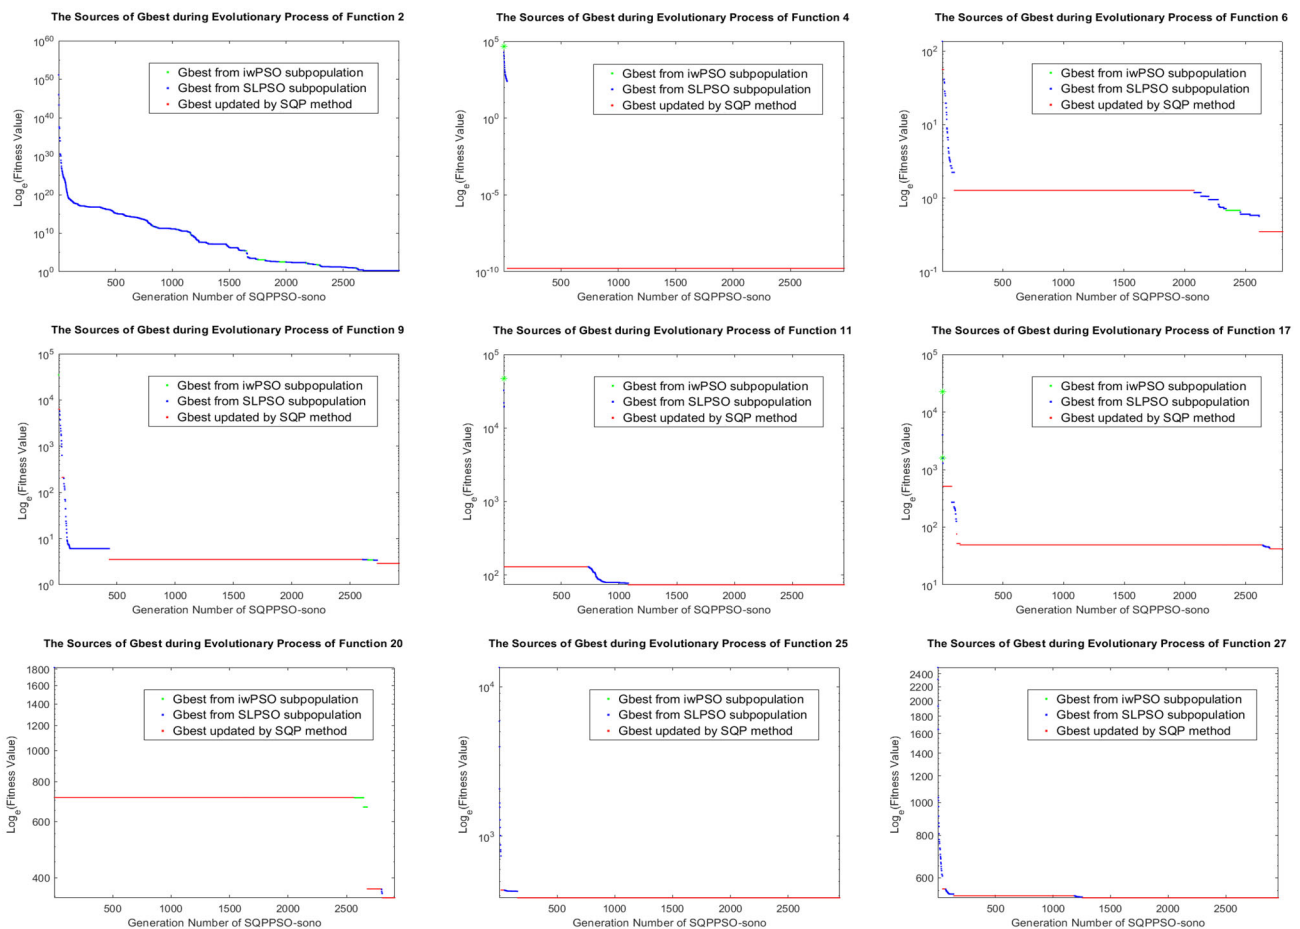 The Sources of Gbest during Evolutionary Process of Function 2
Log_e(Fitness Value)
10^60
10^50
10^40
10^30
10^20
10^10
10^0
Gbest from iwPSO subpopulation
Gbest from SLPSO subpopulation
Gbest updated by SQP method
500 1000 1500 2000 2500
Generation Number of SQPPSO-sono
The Sources of Gbest during Evolutionary Process of Function 4
Log_e(Fitness Value)
10^5
10^0
10^-5
10^-10
Gbest from iwPSO subpopulation
Gbest from SLPSO subpopulation
Gbest updated by SQP method
500 1000 1500 2000 2500
Generation Number of SQPPSO-sono
The Sources of Gbest during Evolutionary Process of Function 6
Log_e(Fitness Value)
10^2
10^1
10^0
10^-1
Gbest from iwPSO subpopulation
Gbest from SLPSO subpopulation
Gbest updated by SQP method
500 1000 1500 2000 2500
Generation Number of SQPPSO-sono
The Sources of Gbest during Evolutionary Process of Function 9
Log_e(Fitness Value)
10^5
10^4
10^3
10^2
10^1
10^0
Gbest from iwPSO subpopulation
Gbest from SLPSO subpopulation
Gbest updated by SQP method
500 1000 1500 2000 2500
Generation Number of SQPPSO-sono
The Sources of Gbest during Evolutionary Process of Function 11
Log_e(Fitness Value)
10^5
10^4
10^3
10^2
Gbest from iwPSO subpopulation
Gbest from SLPSO subpopulation
Gbest updated by SQP method
500 1000 1500 2000 2500
Generation Number of SQPPSO-sono
The Sources of Gbest during Evolutionary Process of Function 17
Log_e(Fitness Value)
10^5
10^4
10^3
10^2
10^1
Gbest from iwPSO subpopulation
Gbest from SLPSO subpopulation
Gbest updated by SQP method
500 1000 1500 2000 2500
Generation Number of SQPPSO-sono
The Sources of Gbest during Evolutionary Process of Function 20
Log_e(Fitness Value)
1800
1600
1400
1200
1000
800
600
400
Gbest from iwPSO subpopulation
Gbest from SLPSO subpopulation
Gbest updated by SQP method
500 1000 1500 2000 2500
Generation Number of SQPPSO-sono
The Sources of Gbest during Evolutionary Process of Function 25
Log_e(Fitness Value)
10^4
10^3
Gbest from iwPSO subpopulation
Gbest from SLPSO subpopulation
Gbest updated by SQP method
500 1000 1500 2000 2500
Generation Number of SQPPSO-sono
The Sources of Gbest during Evolutionary Process of Function 27
Log_e(Fitness Value)
2400
2200
2000
1800
1600
1400
1200
1000
800
600
Gbest from iwPSO subpopulation
Gbest from SLPSO subpopulation
Gbest updated by SQP method
500 1000 1500 2000 2500
Generation Number of SQPPSO-sono